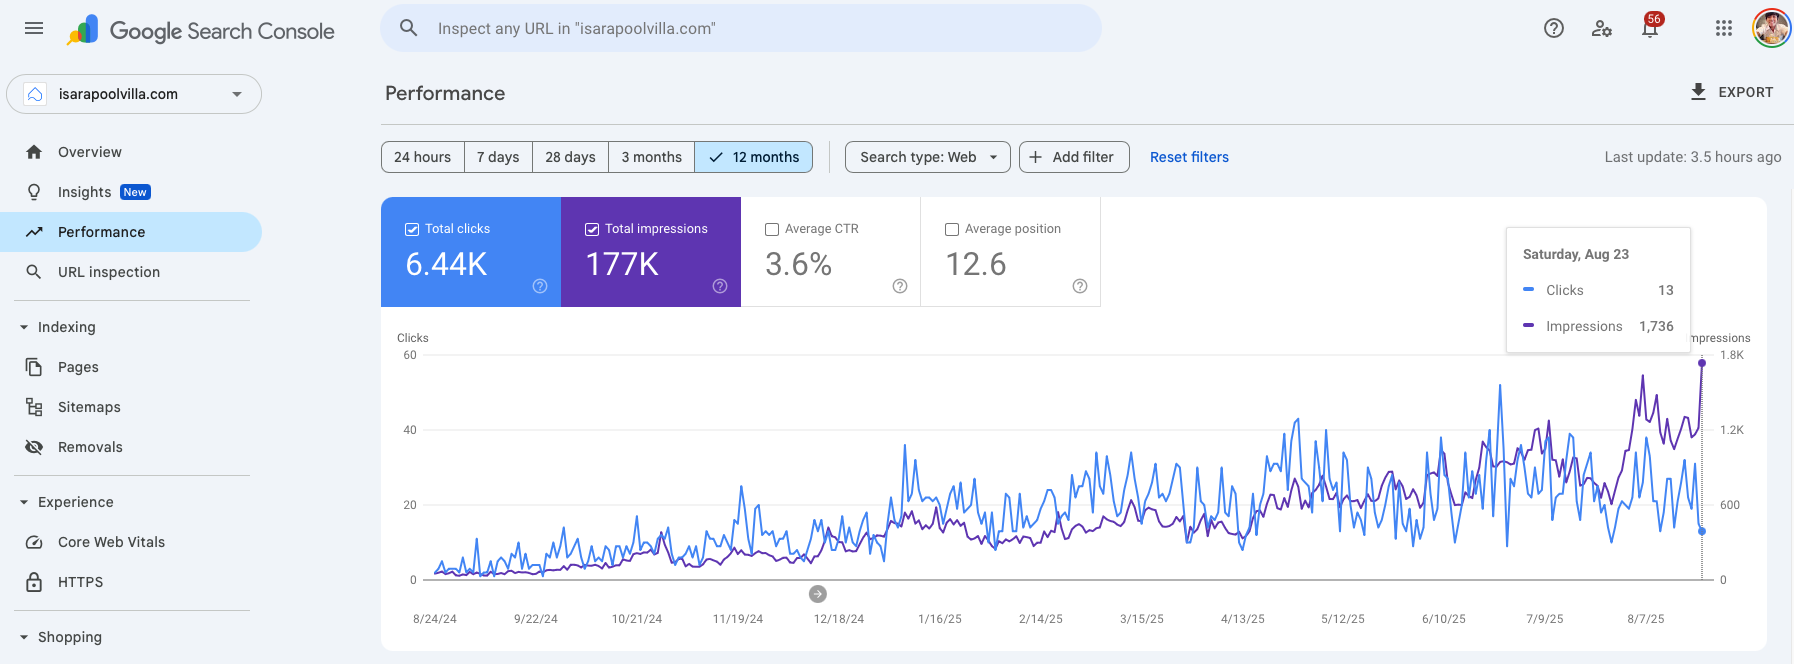 Google Search Console
Inspect any URL in "isarapoolvilla.com"
56
isarapoolvilla.com
Overview
Insights New
Performance
URL inspection
Indexing
Pages
Sitemaps
Removals
Experience
Core Web Vitals
HTTPS
Shopping
Performance
EXPORT
24 hours 7 days 28 days 3 months 12 months
Search type: Web
Add filter
Reset filters
Last update: 3.5 hours ago
Total clicks
6.44K
Total impressions
177K
Average CTR
3.6%
Average position
12.6
Saturday, Aug 23
Clicks 13
Impressions 1,736
Clicks
mpressions
60
40
20
0
1.8K
1.2K
600
0
8/24/24 9/22/24 10/21/24 11/19/24 12/18/24 1/16/25 2/14/25 3/15/25 4/13/25 5/12/25 6/10/25 7/9/25 8/7/25